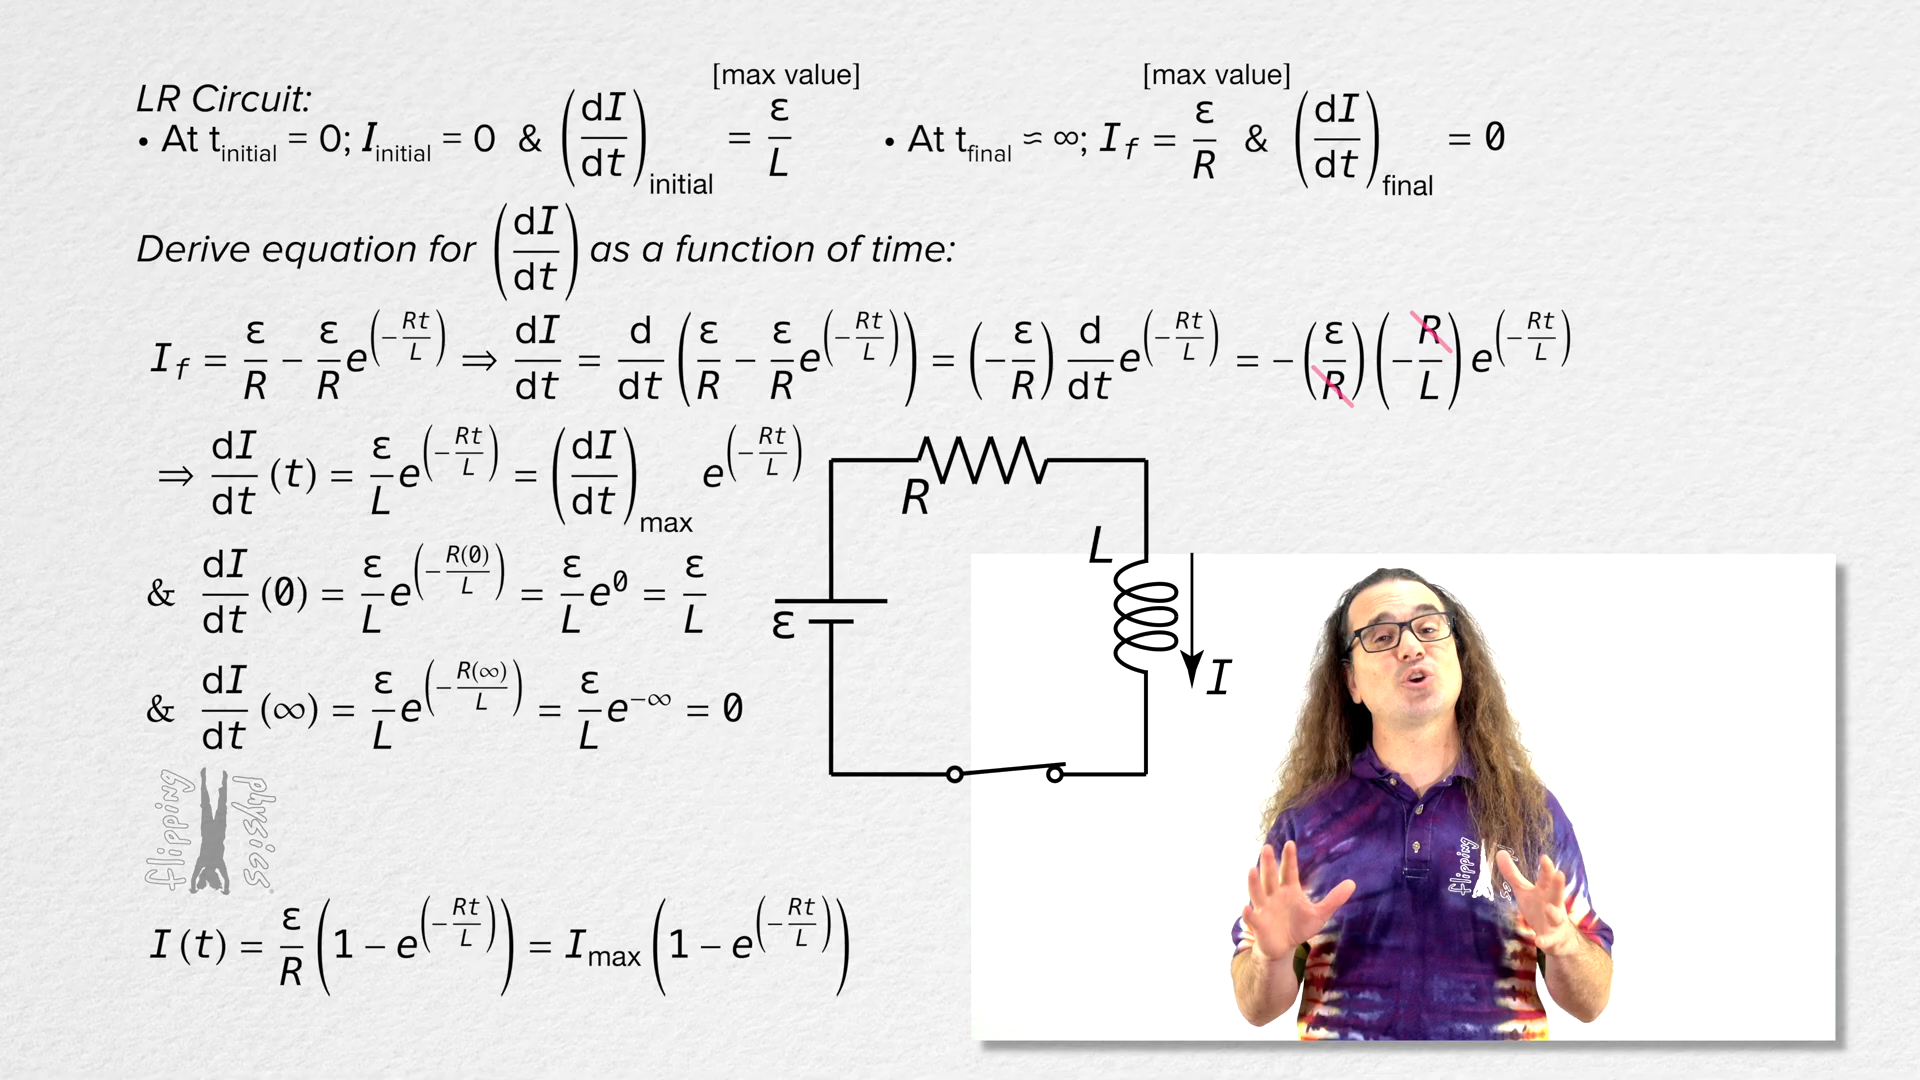 LR Circuit:
[max value]
• At t_initial = 0; I_initial = 0 & (dI/dt)_initial = ε/L
[max value]
• At t_final ≈ ∞; I_f = ε/R & (dI/dt)_final = 0
Derive equation for (dI/dt) as a function of time:
I_f = ε/R − ε/R e^(−Rt/L) ⇒ dI/dt = d/dt (ε/R − ε/R e^(−Rt/L)) = (−ε/R) d/dt e^(−Rt/L) = −(ε/R)(−R/L) e^(−Rt/L)
⇒ dI/dt (t) = ε/L e^(−Rt/L) = (dI/dt)_max e^(−Rt/L)
& dI/dt (0) = ε/L e^(−R(0)/L) = ε/L e^0 = ε/L
& dI/dt (∞) = ε/L e^(−R(∞)/L) = ε/L e^−∞ = 0
R
L
ε
I
flipping physics
flipping
I (t) = ε/R (1 − e^(−Rt/L)) = I_max (1 − e^(−Rt/L))